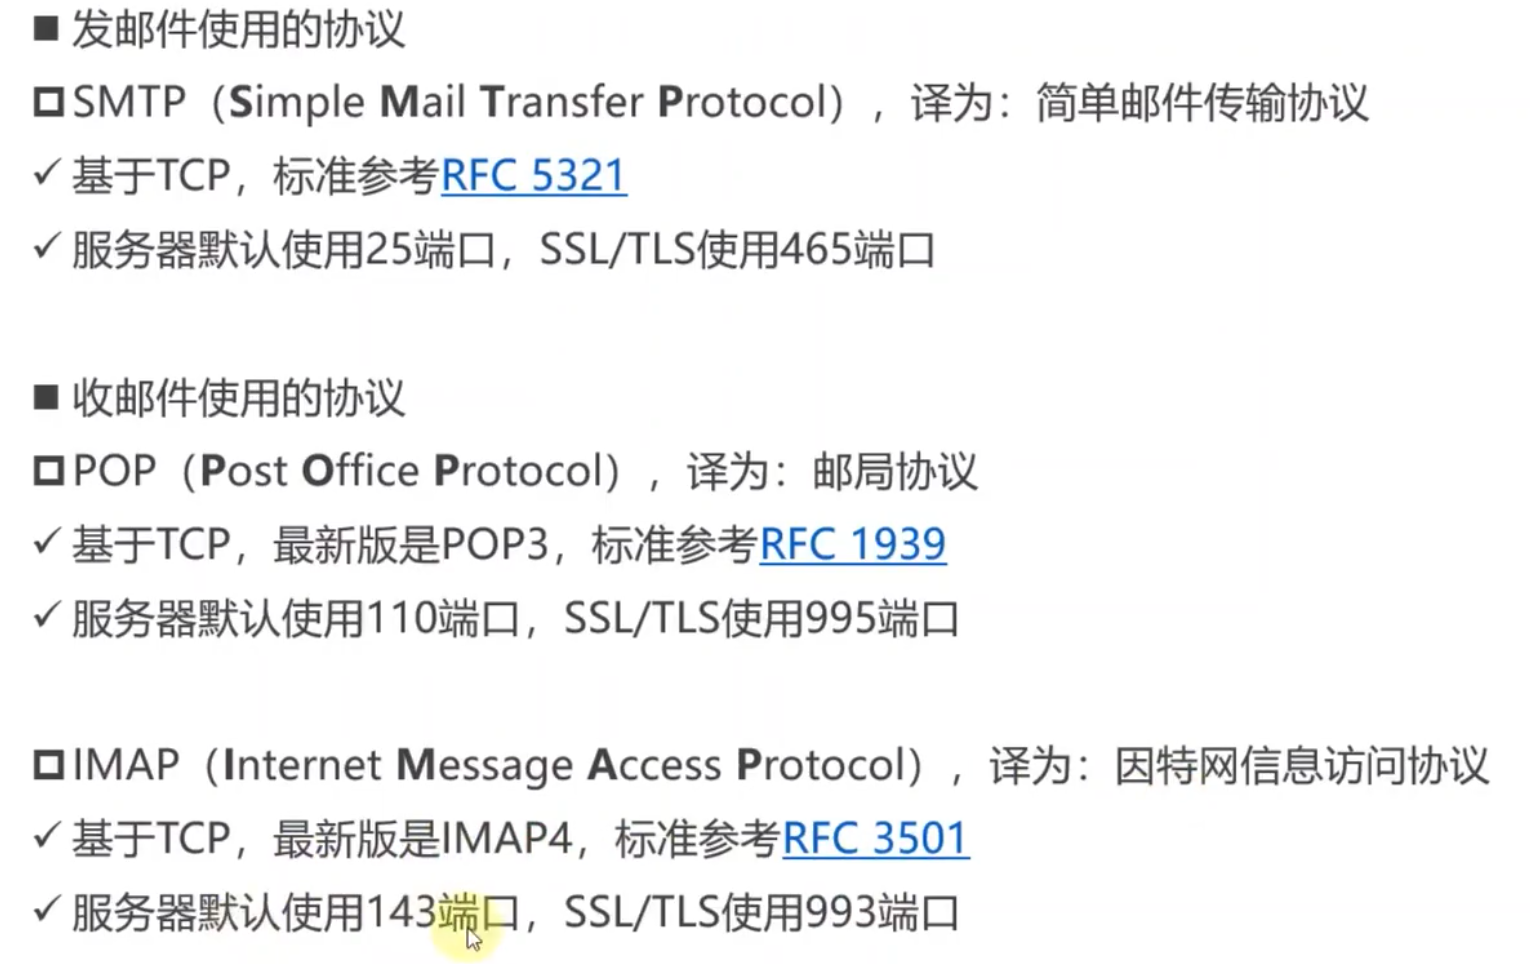 ■ 发邮件使用的协议
SMTP（Simple Mail Transfer Protocol），译为：简单邮件传输协议
✓ 基于TCP，标准参考RFC 5321
✓ 服务器默认使用25端口，SSL/TLS使用465端口
■ 收邮件使用的协议
POP（Post Office Protocol），译为：邮局协议
✓ 基于TCP，最新版是POP3，标准参考RFC 1939
✓ 服务器默认使用110端口，SSL/TLS使用995端口
IMAP（Internet Message Access Protocol），译为：因特网信息访问协议
✓ 基于TCP，最新版是IMAP4，标准参考RFC 3501
✓ 服务器默认使用143端口，SSL/TLS使用993端口